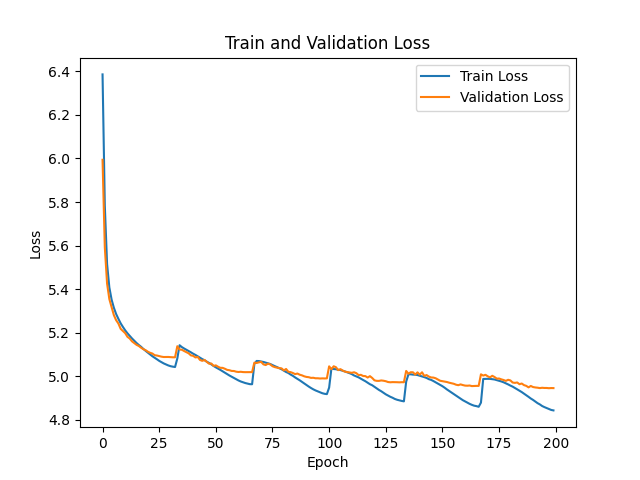 Train and Validation Loss
Train Loss
Validation Loss
Loss
6.4
6.2
6.0
5.8
5.6
5.4
5.2
5.0
4.8
0 25 50 75 100 125 150 175 200
Epoch